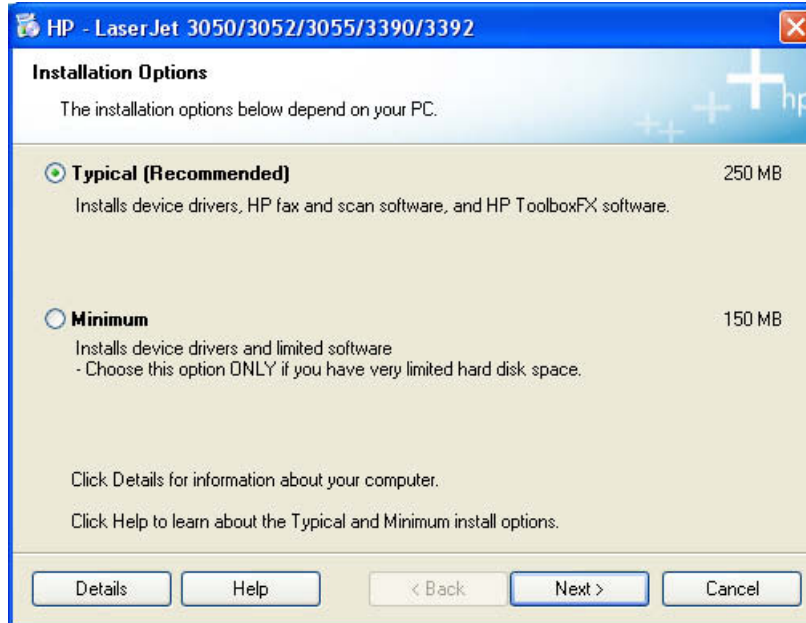 HP - LaserJet 3050/3052/3055/3390/3392
Installation Options
The installation options below depend on your PC.
hp
Typical (Recommended) 250 MB
Installs device drivers, HP fax and scan software, and HP ToolboxFX software.
Minimum 150 MB
Installs device drivers and limited software
- Choose this option ONLY if you have very limited hard disk space.
Click Details for information about your computer.
Click Help to learn about the Typical and Minimum install options.
Details Help < Back Next > Cancel